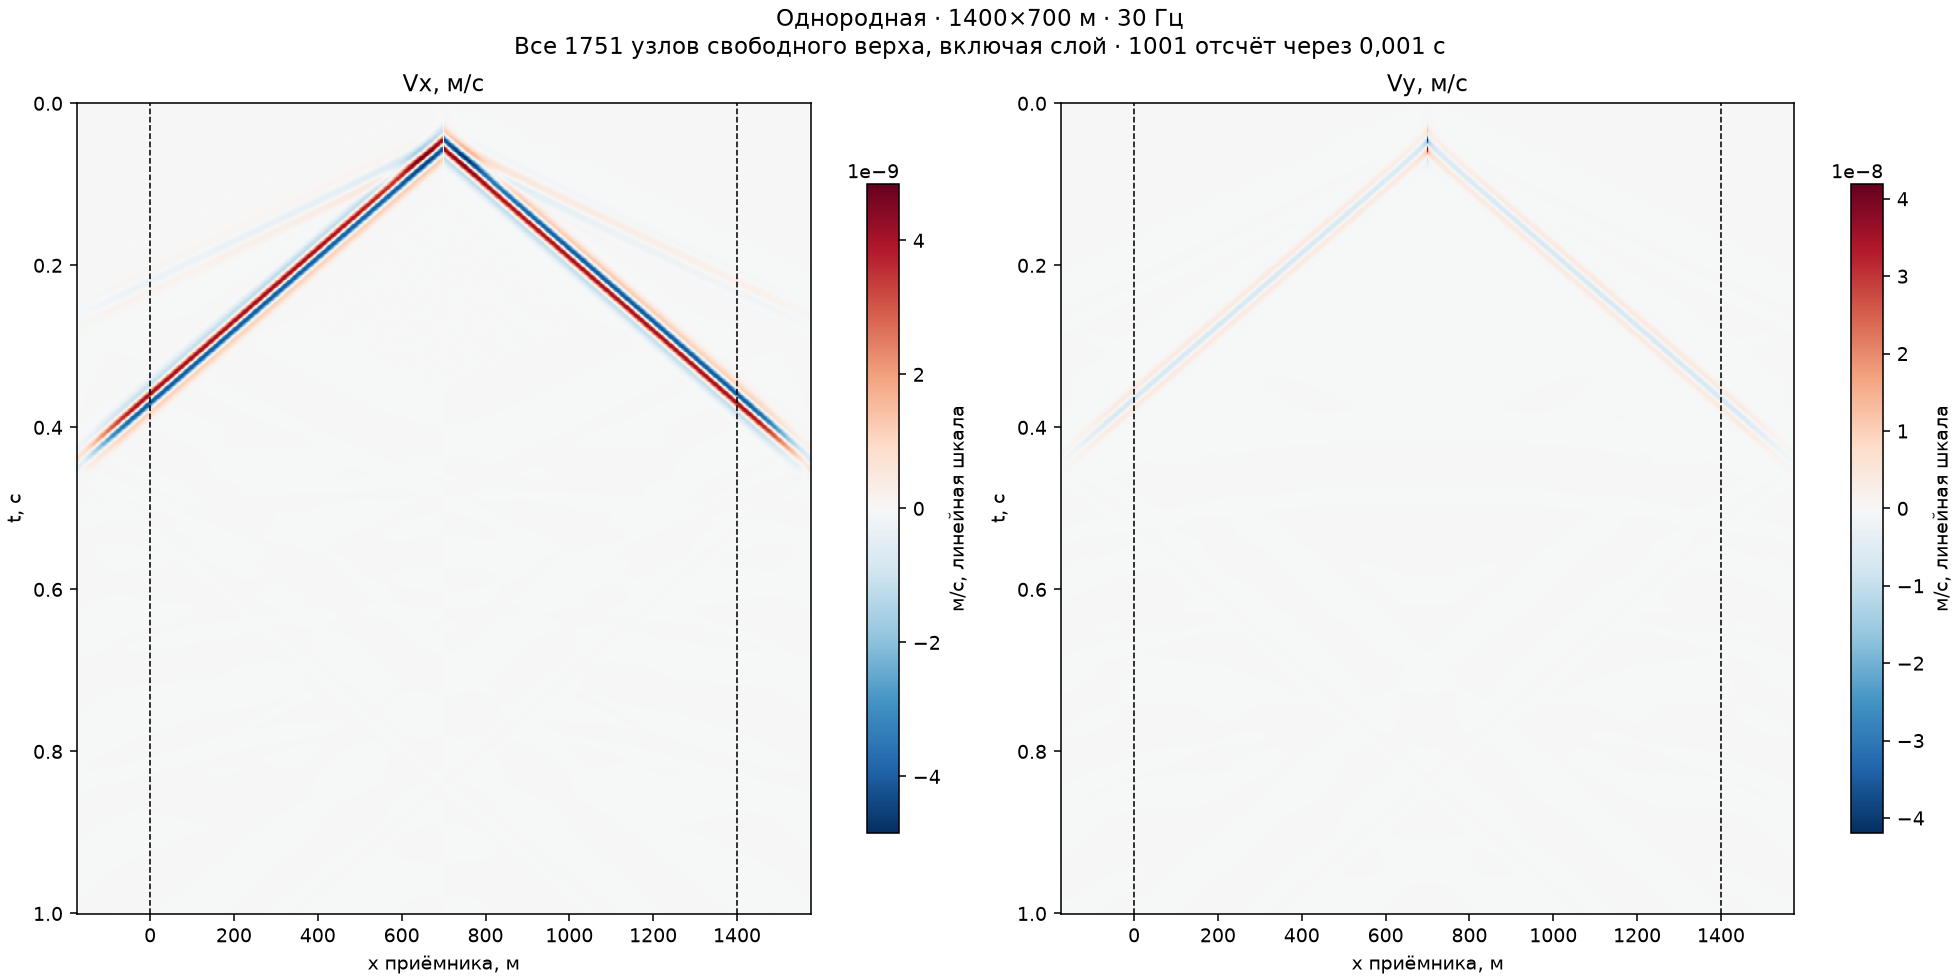 Однородная · 1400×700 м · 30 Гц
Все 1751 узлов свободного верха, включая слой · 1001 отсчёт через 0,001 с
Vx, м/с
0.0
0.2
0.4
0.6
0.8
1.0
t, с
0 200 400 600 800 1000 1200 1400
x приёмника, м
1e−9
4
2
0
−2
−4
м/с, линейная шкала
Vy, м/с
0.0
0.2
0.4
0.6
0.8
1.0
t, с
0 200 400 600 800 1000 1200 1400
x приёмника, м
1e−8
4
3
2
1
0
−1
−2
−3
−4
м/с, линейная шкала